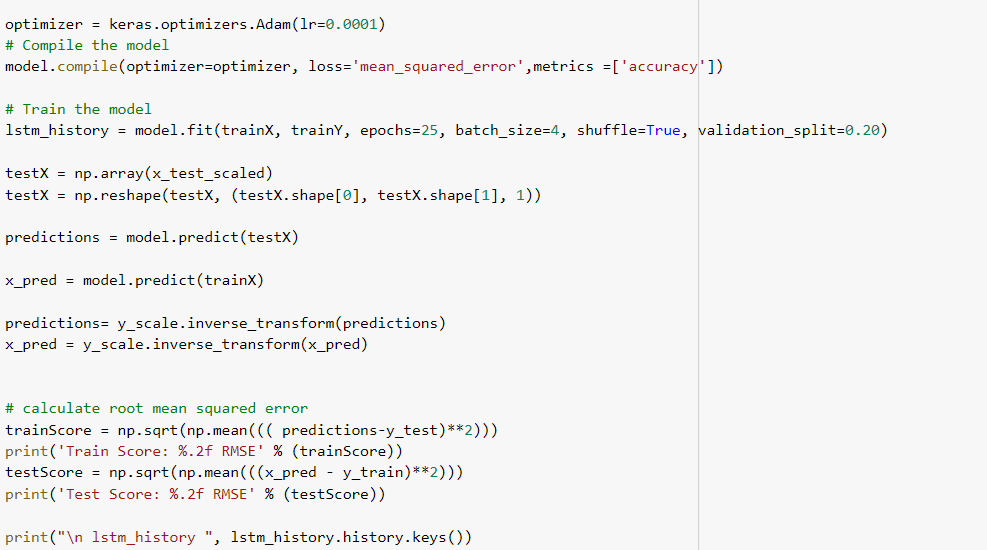 optimizer = keras.optimizers.Adam(lr=0.0001)
# Compile the model
model.compile(optimizer=optimizer, loss='mean_squared_error',metrics =['accuracy'])
# Train the model
lstm_history = model.fit(trainX, trainY, epochs=25, batch_size=4, shuffle=True, validation_split=0.20)
testX = np.array(x_test_scaled)
testX = np.reshape(testX, (testX.shape[0], testX.shape[1], 1))
predictions = model.predict(testX)
x_pred = model.predict(trainX)
predictions= y_scale.inverse_transform(predictions)
x_pred = y_scale.inverse_transform(x_pred)
# calculate root mean squared error
trainScore = np.sqrt(np.mean((( predictions-y_test)**2)))
print('Train Score: %.2f RMSE' % (trainScore))
testScore = np.sqrt(np.mean(((x_pred - y_train)**2)))
print('Test Score: %.2f RMSE' % (testScore))
print("\n lstm_history ", lstm_history.history.keys())